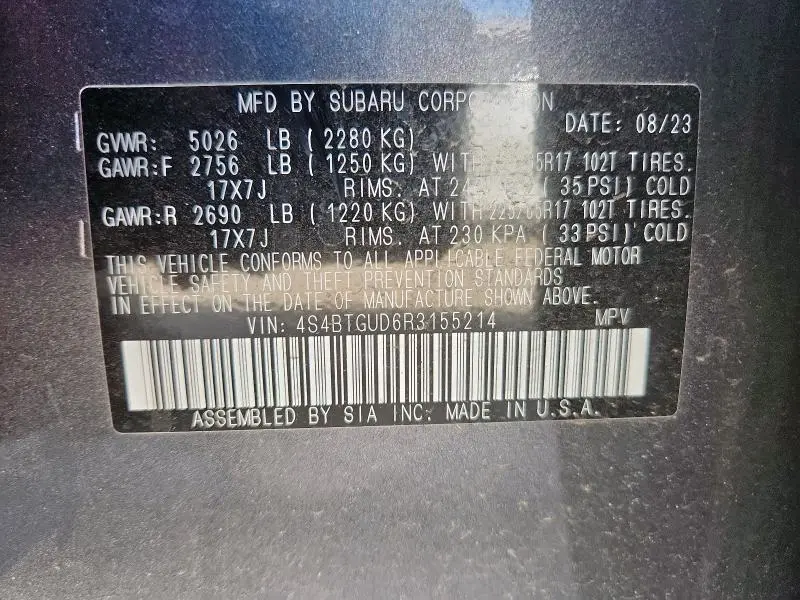 MFD BY SUBARU CORPORATION
DATE: 08/23
GVWR: 5026 LB ( 2280 KG)
GAWR:F 2756 LB ( 1250 KG) WITH 102T TIRES.
17X7J RIMS. AT ( 35 PSI) COLD
GAWR:R 2690 LB ( 1220 KG) WITH 225/65R17 102T TIRES.
17X7J RIMS. AT 230 KPA ( 33 PSI) COLD
THIS VEHICLE CONFORMS TO ALL APPLICABLE FEDERAL MOTOR
VEHICLE SAFETY AND THEFT PREVENTION STANDARDS
IN EFFECT ON THE DATE OF MANUFACTURE SHOWN ABOVE.
VIN: 4S4BTGUD6R3155214 MPV
ASSEMBLED BY SIA INC. MADE IN U.S.A.